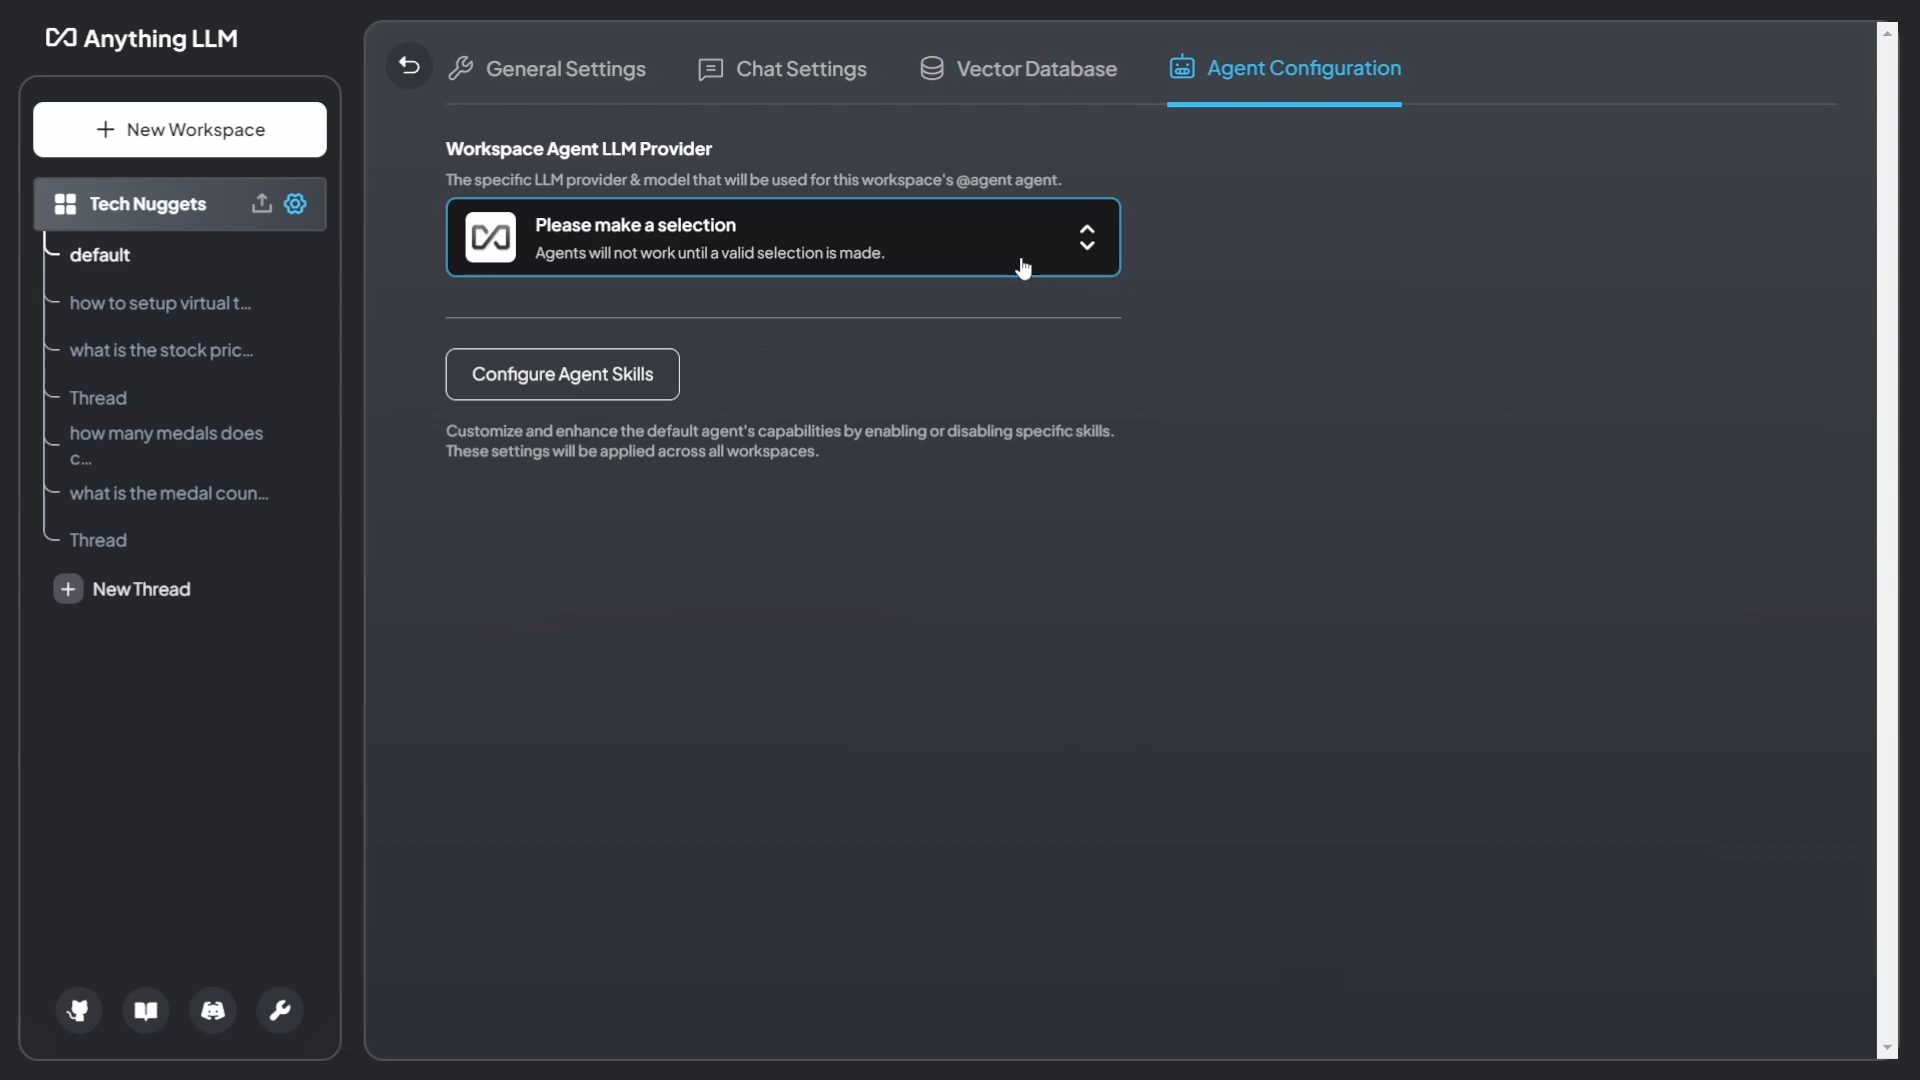 Anything LLM
New Workspace
Tech Nuggets
default
how to setup virtual t...
what is the stock pric...
Thread
how many medals does
c...
what is the medal coun...
Thread
New Thread
General Settings
Chat Settings
Vector Database
Agent Configuration
Workspace Agent LLM Provider
The specific LLM provider & model that will be used for this workspace's @agent agent.
Please make a selection
Agents will not work until a valid selection is made.
Configure Agent Skills
Customize and enhance the default agent's capabilities by enabling or disabling specific skills.
These settings will be applied across all workspaces.